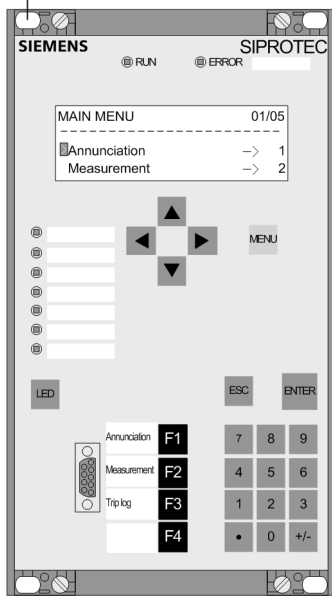 SIEMENS SIPROTEC
RUN ERROR
MAIN MENU 01/05
Annunciation —> 1
Measurement —> 2
MENU
LED ESC ENTER
Annunciation F1 7 8 9
Measurement F2 4 5 6
Trip log F3 1 2 3
F4 • 0 +/-